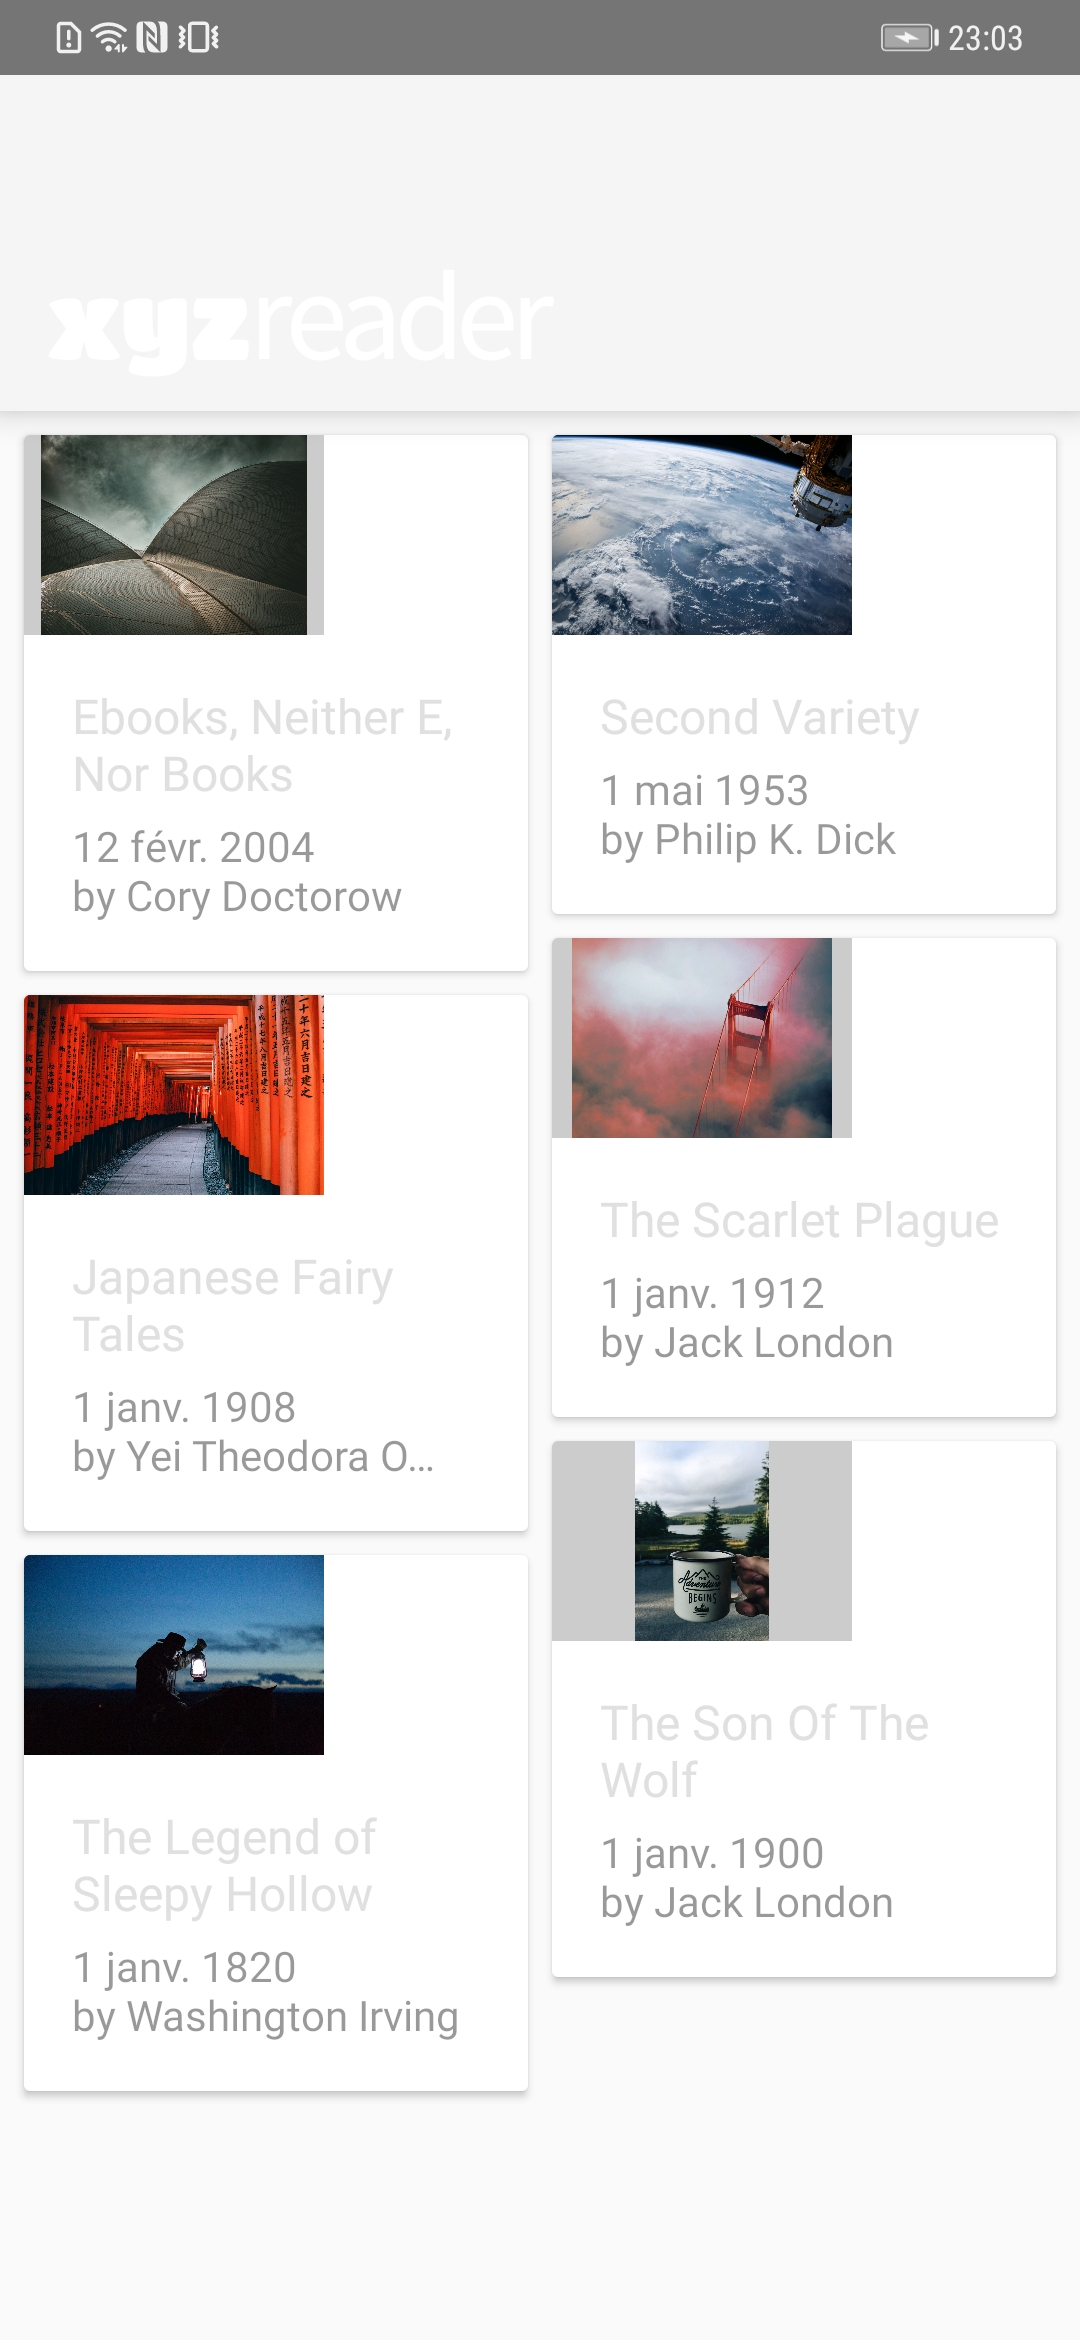 23:03
xyzreader
Ebooks, Neither E,
Nor Books
12 févr. 2004
by Cory Doctorow
Second Variety
1 mai 1953
by Philip K. Dick
Japanese Fairy
Tales
1 janv. 1908
by Yei Theodora O...
The Scarlet Plague
1 janv. 1912
by Jack London
The Legend of
Sleepy Hollow
1 janv. 1820
by Washington Irving
THE
Adventure
BEGINS
The Son Of The
Wolf
1 janv. 1900
by Jack London